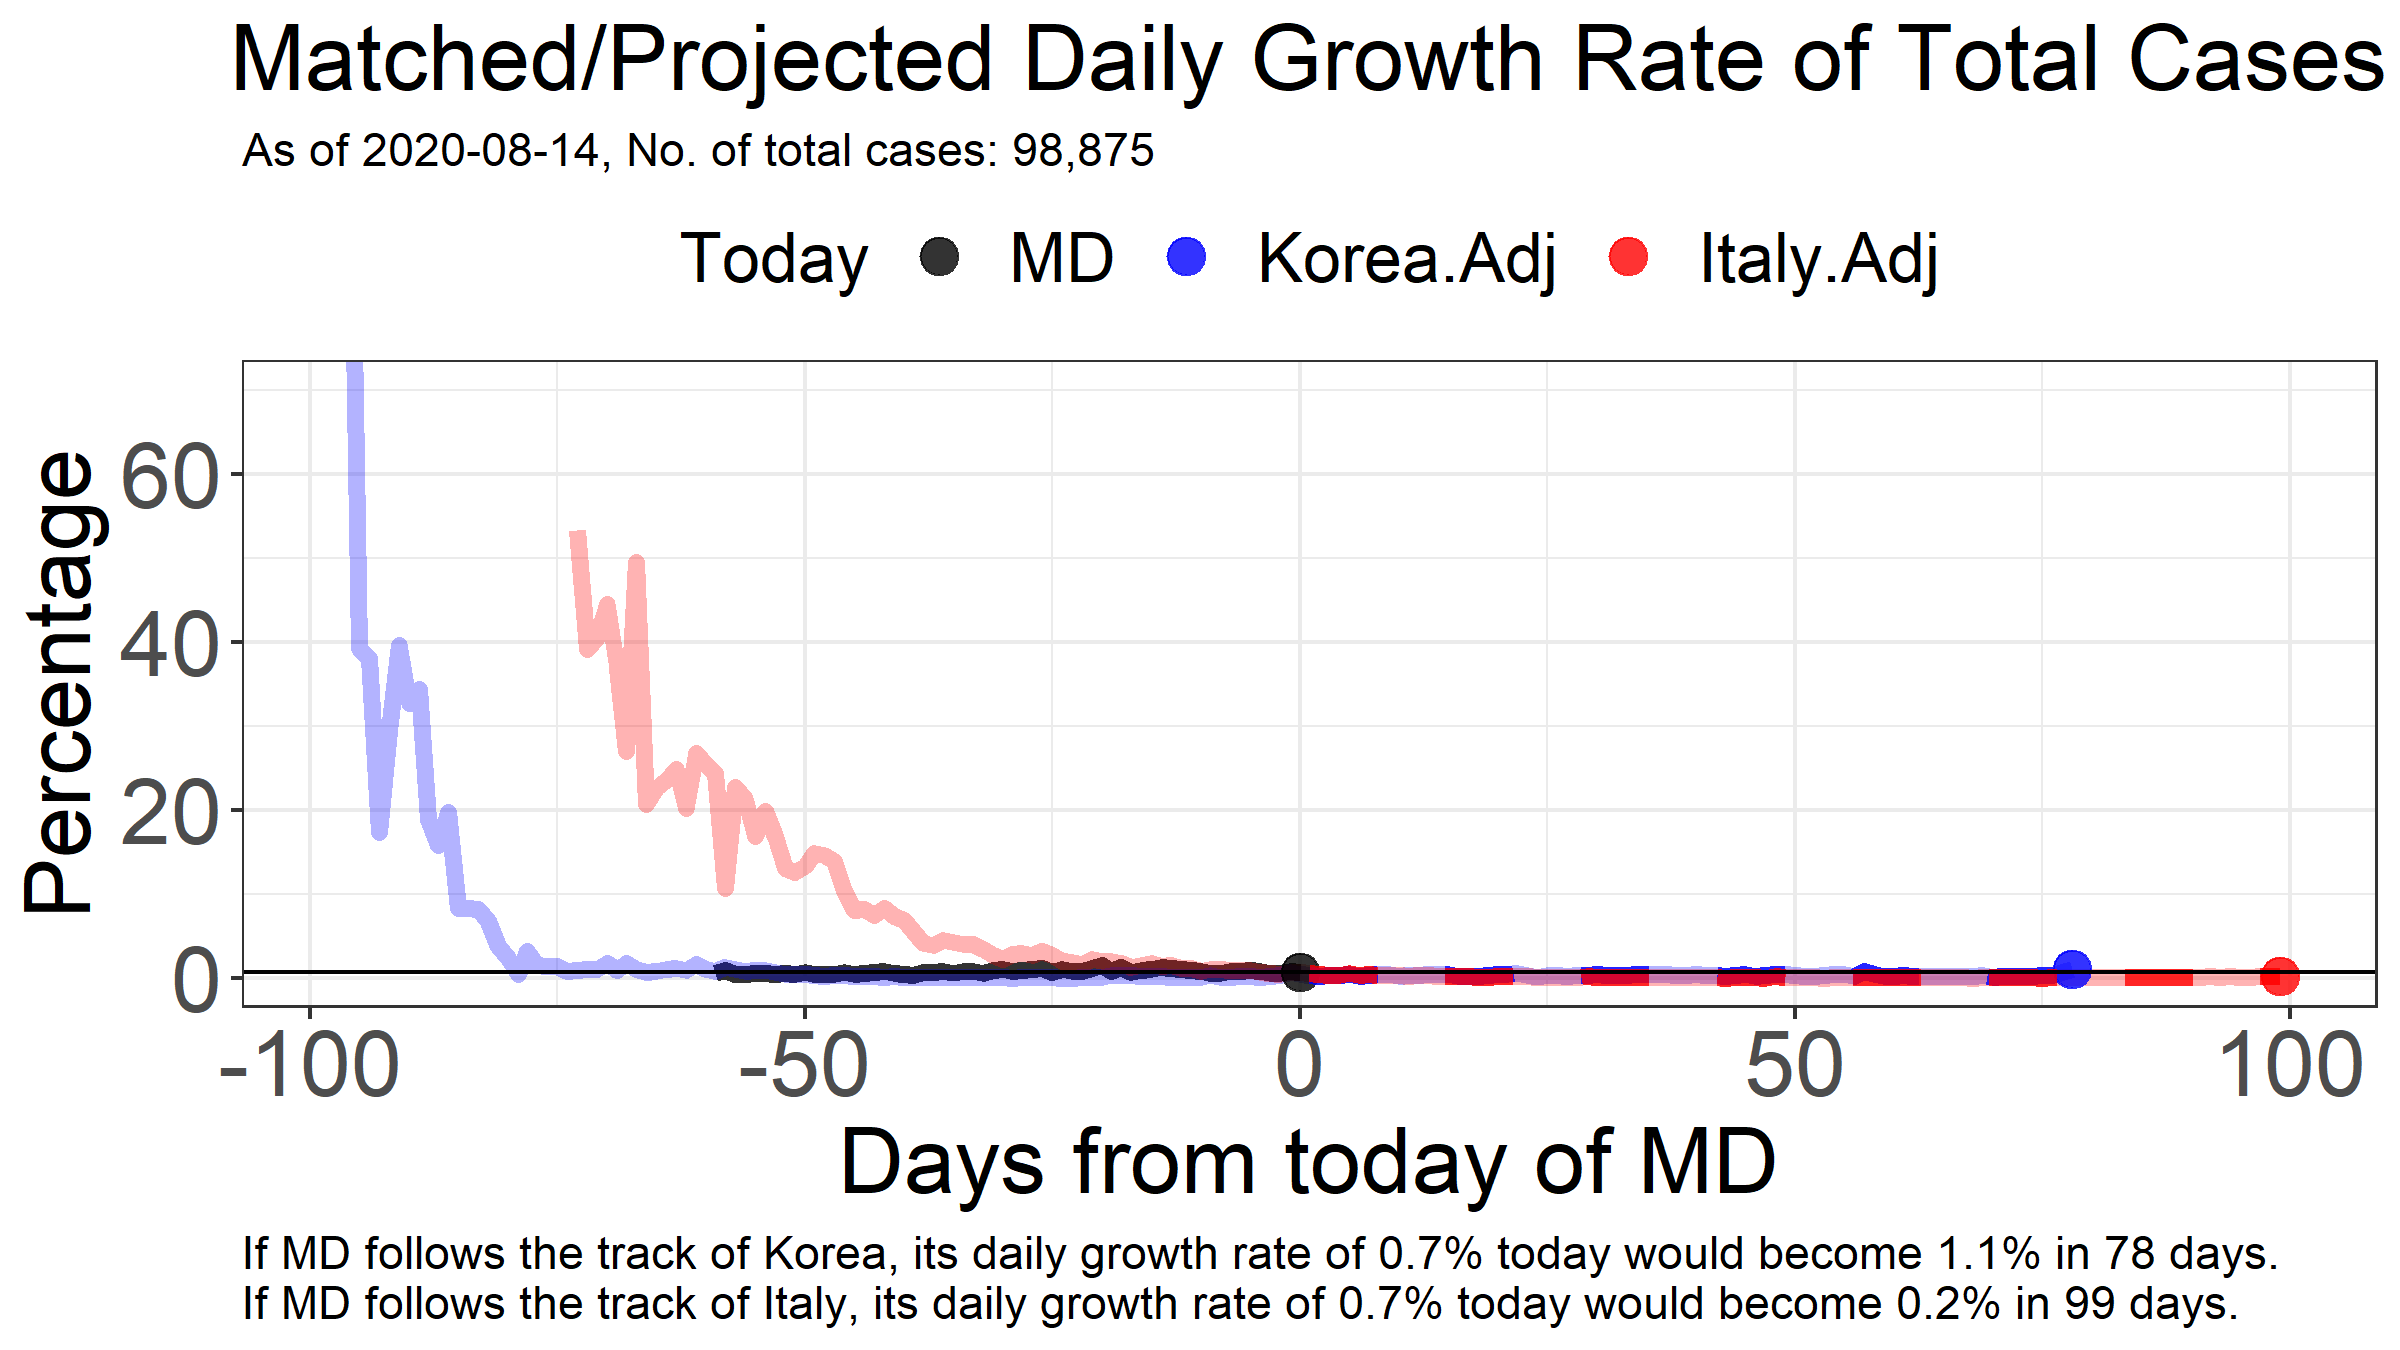 Matched/Projected Daily Growth Rate of Total Cases
As of 2020-08-14, No. of total cases: 98,875
Today MD Korea.Adj Italy.Adj
Percentage
60
40
20
0
-100 -50 0 50 100
Days from today of MD
If MD follows the track of Korea, its daily growth rate of 0.7% today would become 1.1% in 78 days.
If MD follows the track of Italy, its daily growth rate of 0.7% today would become 0.2% in 99 days.